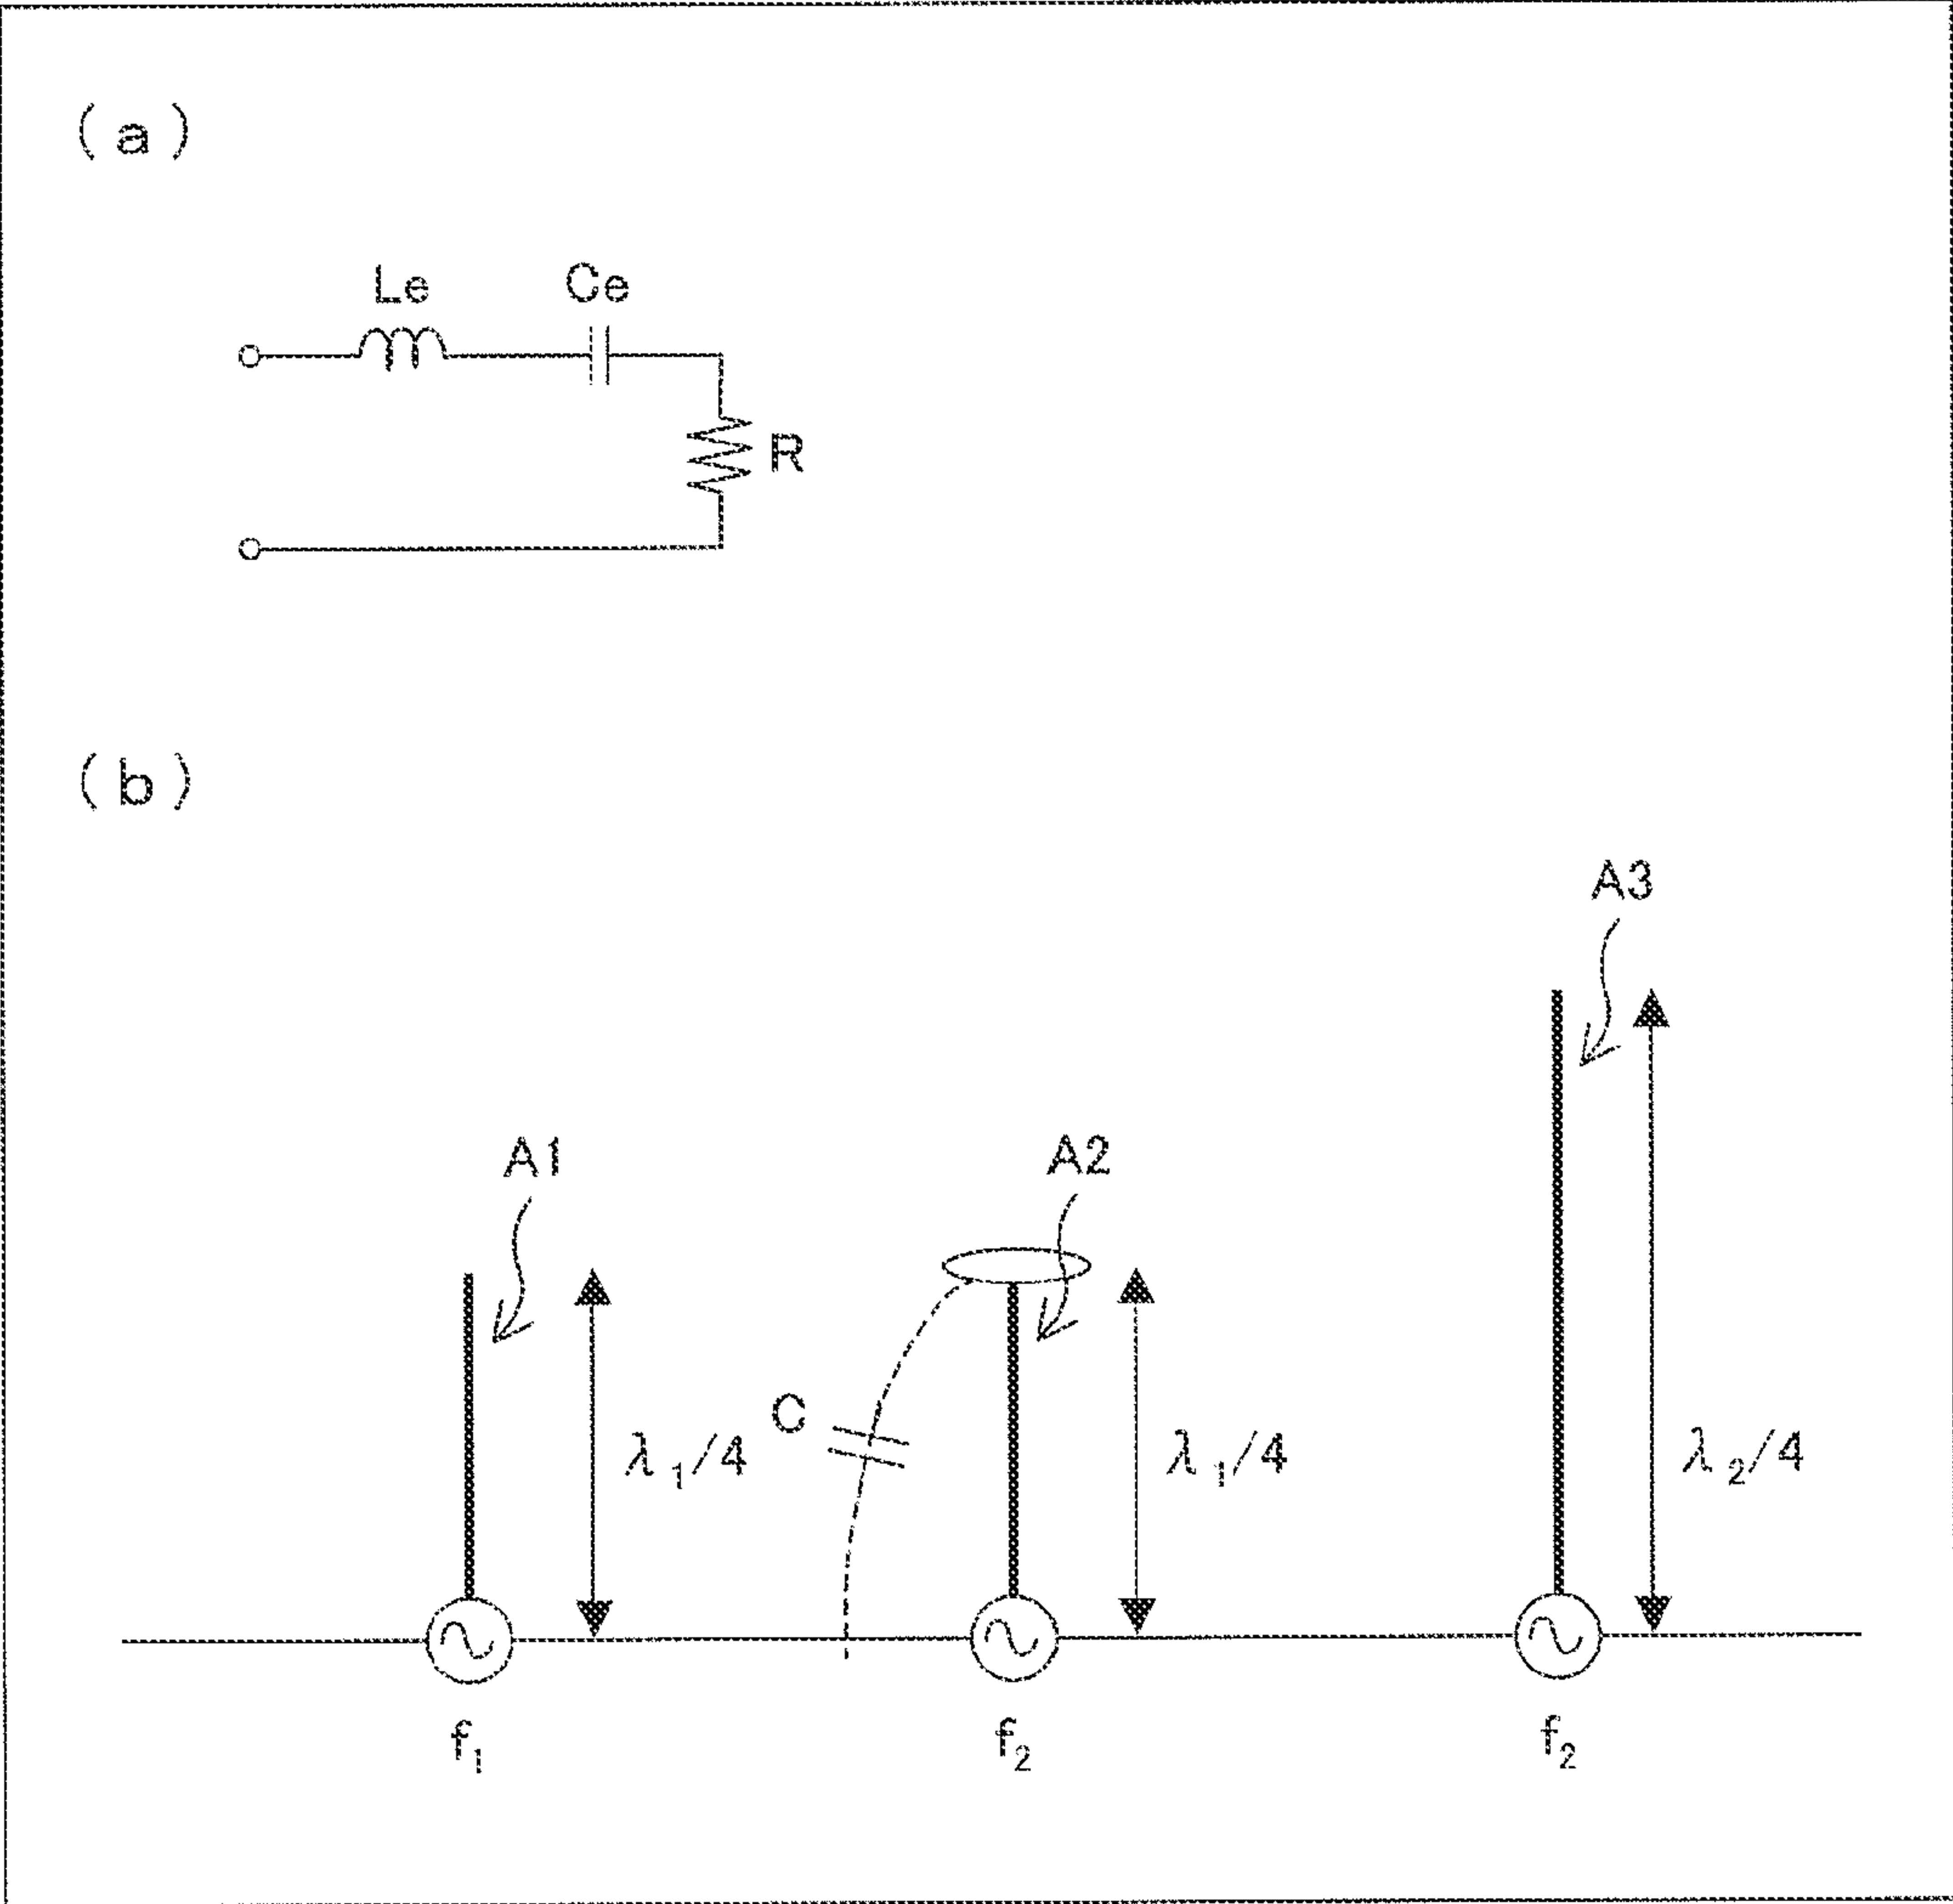 (a)
Le Ce
R
(b)
A3
A1 A2
C
λ₁/4 λ₁/4 λ₂/4
f₁ f₂ f₂